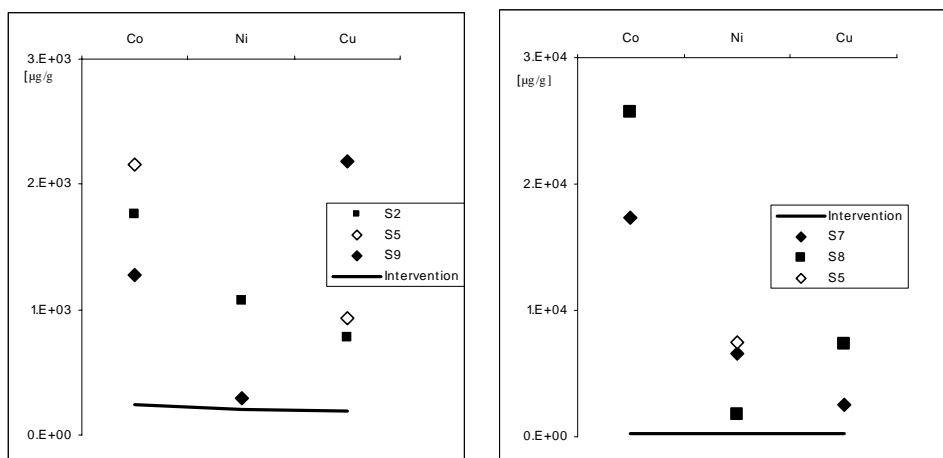 Co Ni Cu
3.E+03
[µg/g
2.E+03
1.E+03
0.E+00
S2
S5
S9
Intervention
Co Ni Cu
3.E+04
[µg/g]
2.E+04
1.E+04
0.E+00
Intervention
S7
S8
S5